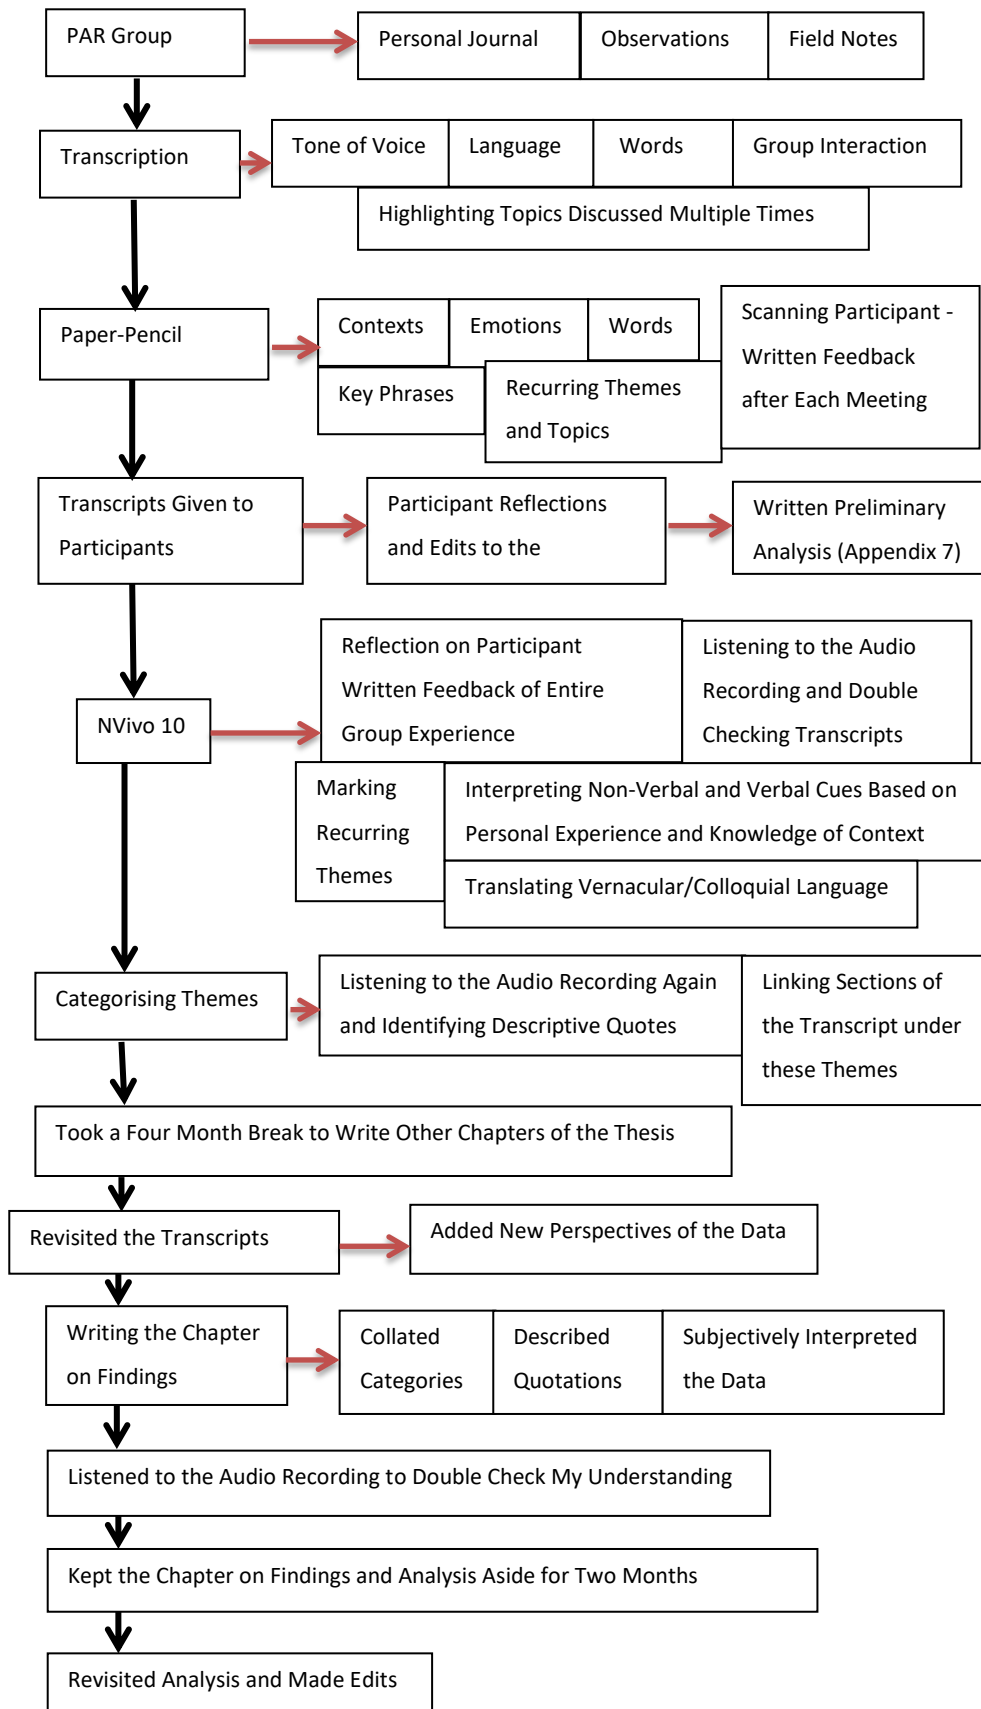 PAR Group
Personal Journal
Observations
Field Notes
Transcription
Tone of Voice
Language
Words
Group Interaction
Highlighting Topics Discussed Multiple Times
Paper-Pencil
Contexts
Emotions
Words
Scanning Participant -
Written Feedback
after Each Meeting
Key Phrases
Recurring Themes
and Topics
Transcripts Given to
Participants
Participant Reflections
and Edits to the
Written Preliminary
Analysis (Appendix 7)
NVivo 10
Reflection on Participant
Written Feedback of Entire
Group Experience
Listening to the Audio
Recording and Double
Checking Transcripts
Marking
Recurring
Themes
Interpreting Non-Verbal and Verbal Cues Based on
Personal Experience and Knowledge of Context
Translating Vernacular/Colloquial Language
Categorising Themes
Listening to the Audio Recording Again
and Identifying Descriptive Quotes
Linking Sections of
the Transcript under
these Themes
Took a Four Month Break to Write Other Chapters of the Thesis
Revisited the Transcripts
Added New Perspectives of the Data
Writing the Chapter
on Findings
Collated
Categories
Described
Quotations
Subjectively Interpreted
the Data
Listened to the Audio Recording to Double Check My Understanding
Kept the Chapter on Findings and Analysis Aside for Two Months
Revisited Analysis and Made Edits